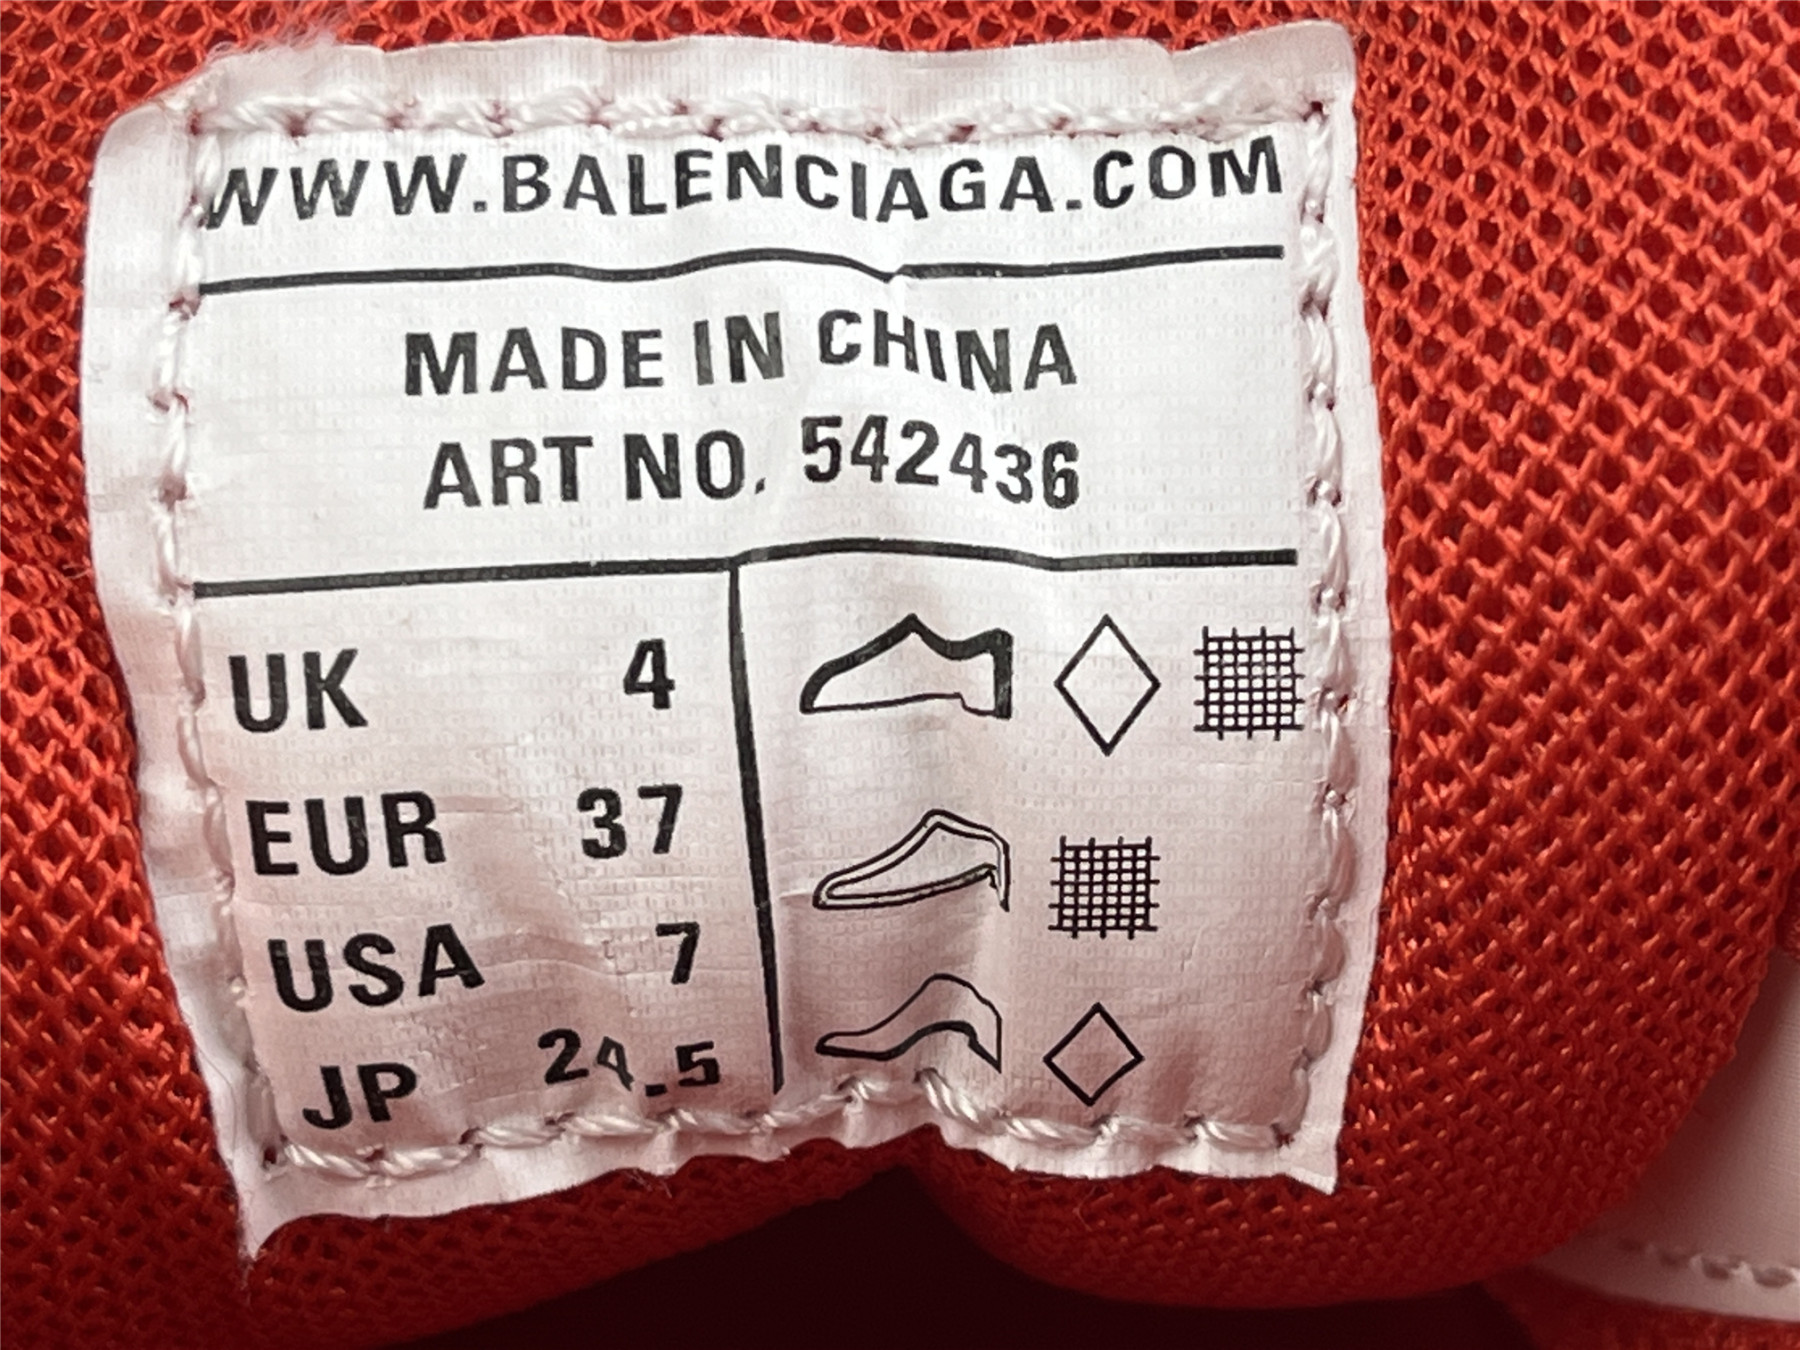 WWW.BALENCIAGA.COM
MADE IN CHINA
ART NO. 542436
UK 4
EUR 37
USA 7
JP 24.5